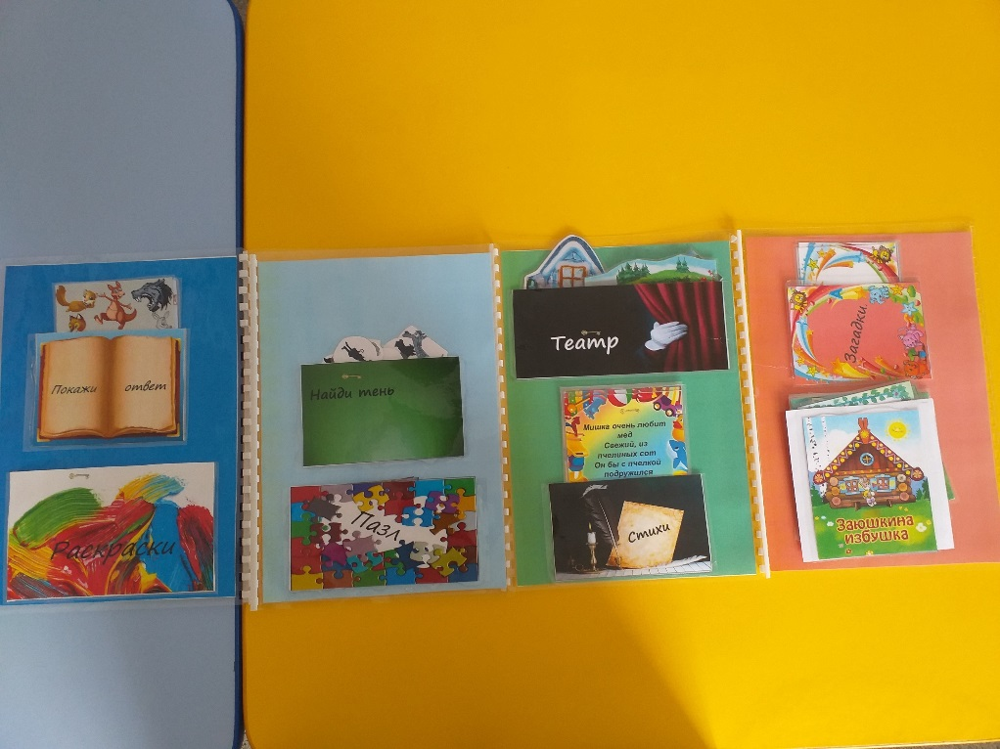 Покажи ответ
Раскраски
Найди тень
Пазл
Театр
Мишка очень любит
мед
Свежий, из
пчелиных сот
Он бы с пчелкой
подружился
Стихи
Загадки.
Заюшкина
избушка